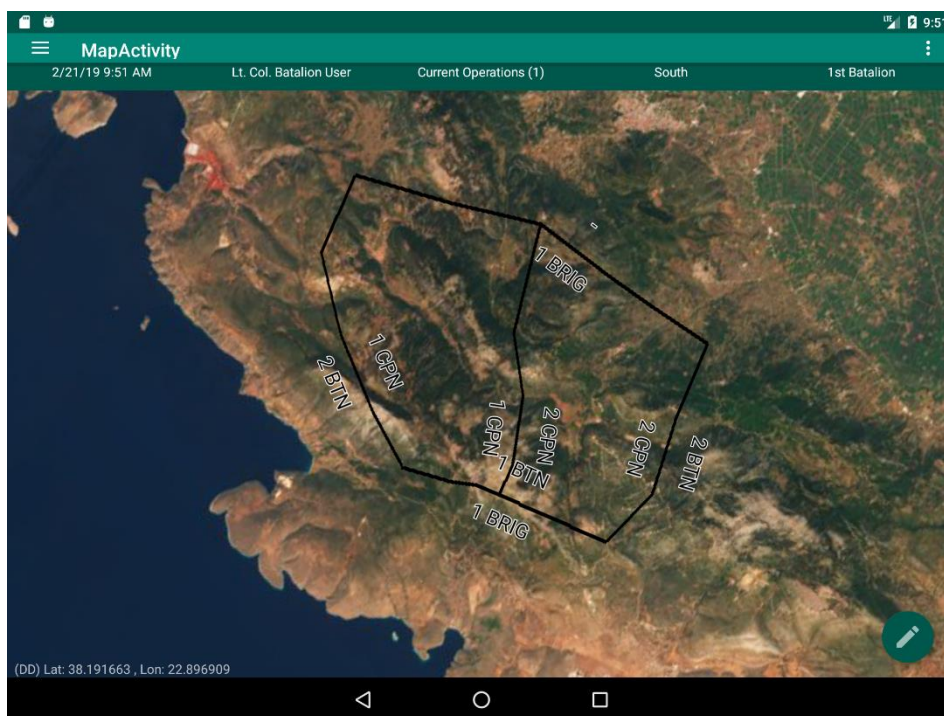 LTE 9:51
MapActivity
2/21/19 9:51 AM Lt. Col. Batalion User Current Operations (1) South 1st Batalion
-
1 BRIG
1 CPN
2 BTN
1 CPN
2 CPN
2 CPN
2 BTN
1 BTN
1 BRIG
(DD) Lat: 38.191663 , Lon: 22.896909